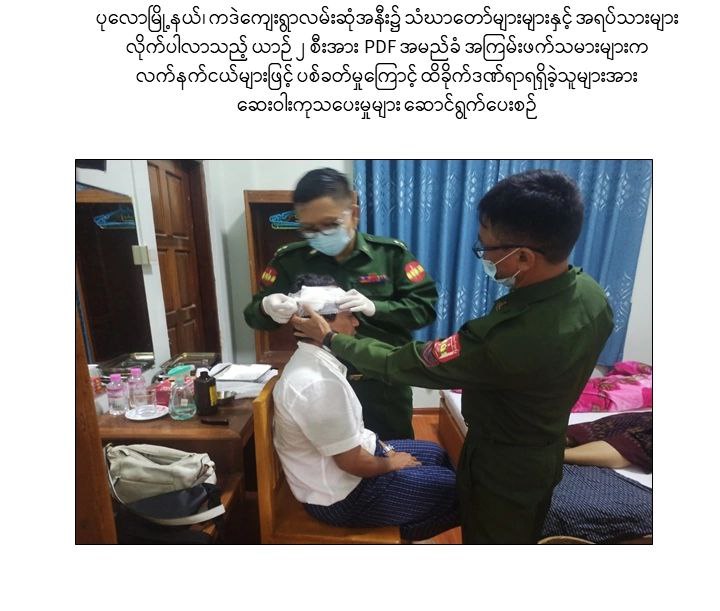 ပုလောမြို့နယ်၊ ကဒဲကျေးရွာလမ်းဆုံအနီး၌ သံဃာတော်များများနှင့် အရပ်သားများ
လိုက်ပါလာသည့် ယာဉ် ၂ စီးအား PDF အမည်ခံ အကြမ်းဖက်သမားများက
လက်နက်ငယ်များဖြင့် ပစ်ခတ်မှုကြောင့် ထိခိုက်ဒဏ်ရာရရှိခဲ့သူများအား
ဆေးဝါးကုသပေးမှုများ ဆောင်ရွက်ပေးစဉ်